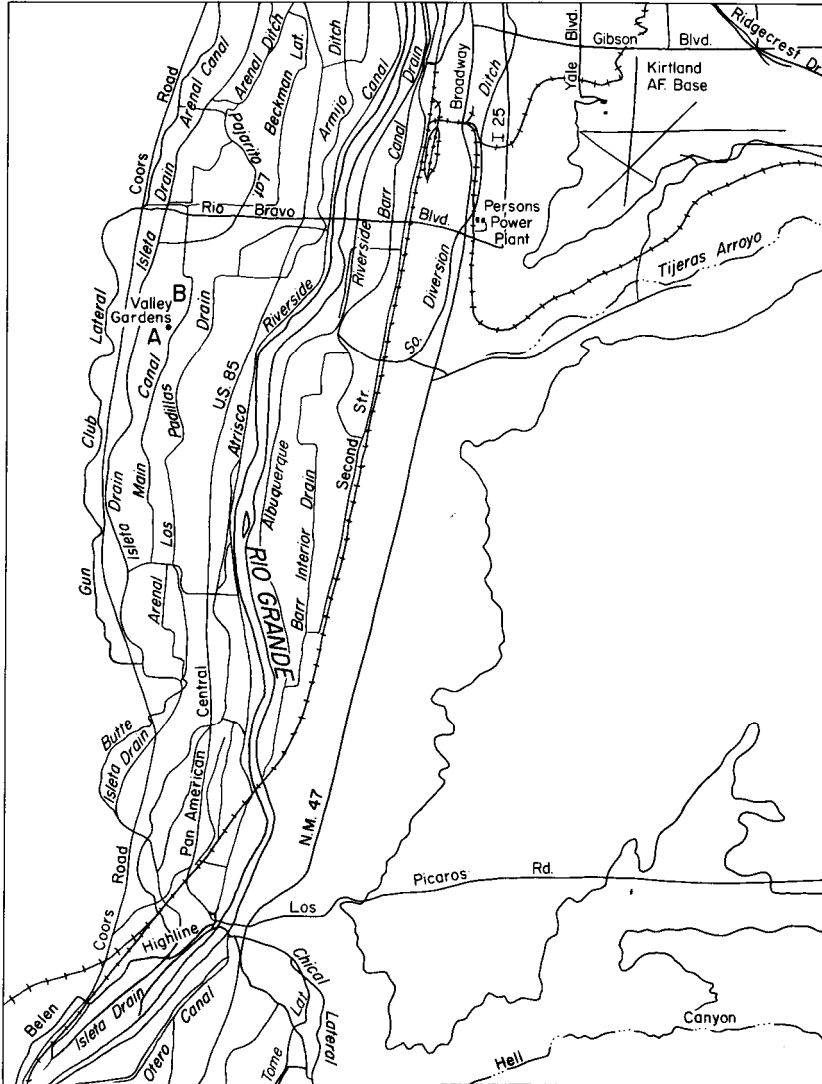 Ridgecrest Dr.
Yale Blvd.
Gibson Blvd.
Kirtland
A.F. Base
I 25
Broadway
Ditch
Drain
Canal
Armijo Ditch
Beckman Lat.
Arenal Ditch
Arenal Canal
Pajarito Lat.
Coors Road
Isleta Drain
Rio Bravo Blvd.
Riverside
Barr Canal
Riverside Drain
Persons
Power
Plant
Tijeras Arroyo
So. Diversion
Valley
Gardens
A
B
Gun Club Lateral
Isleta Drain
Main Canal
Los Padillas Drain
Arenal
U.S. 85
Atrisco
Albuquerque
Barr Interior Drain
Second Str.
RIO GRANDE
Butte
Isleta Drain
Pan American Central
N.M. 47
Coors Road
Los Picaros Rd.
Highline
Belen
Isleta Drain
Otero Canal
Chical Lateral
Tome Lat.
Hell Canyon